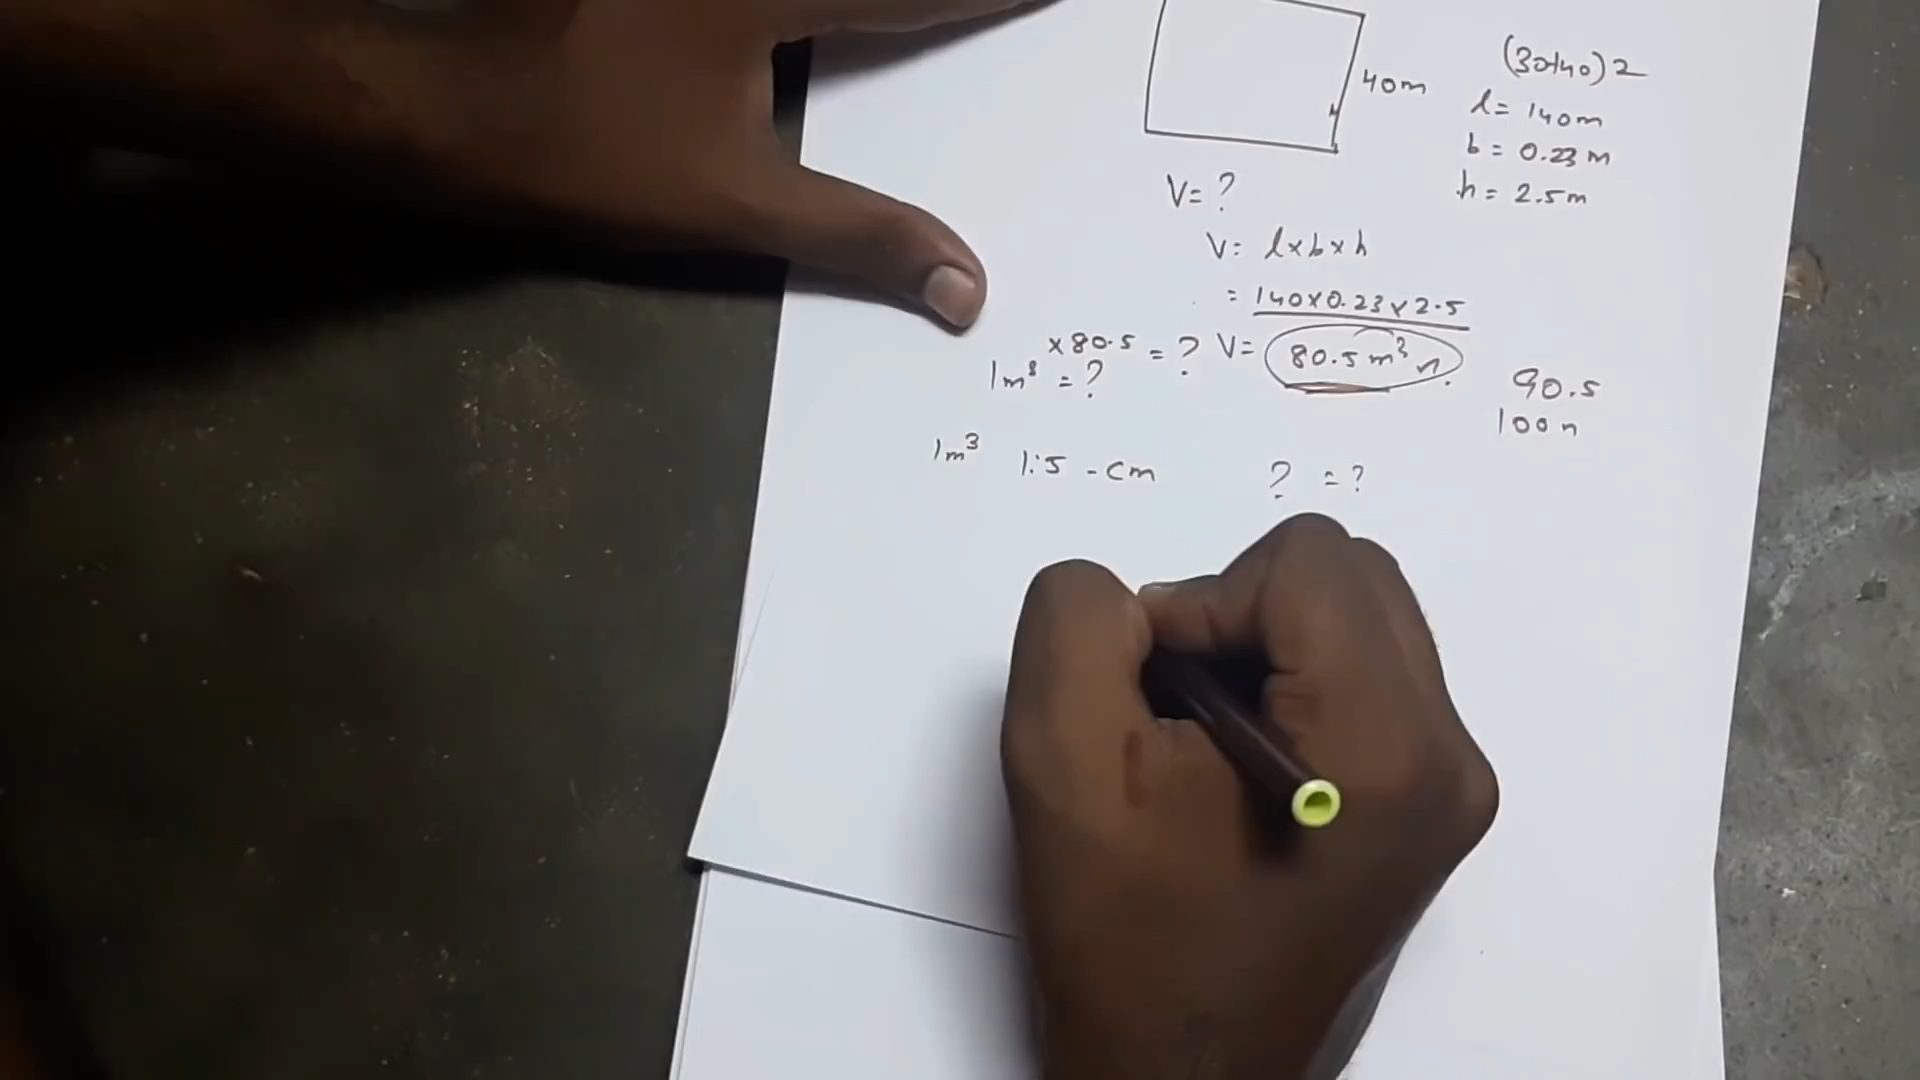 40m
(30+40)2
l = 140m
b = 0.23 m
h = 2.5m
V= ?
V= l×b×h
= 140×0.23×2.5
V= 80.5 m³
×80.5 = ?
1m³ = ?
90.5
100
1m³ 1:5 - cm ? = ?